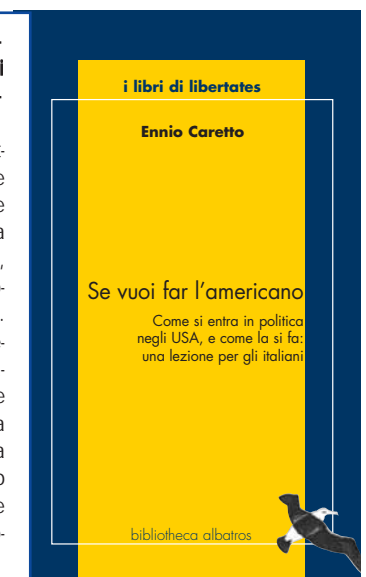 i libri di libertates
Ennio Caretto
Se vuoi far l'americano
Come si entra in politica
negli USA, e come la si fa:
una lezione per gli italiani
bibliotheca albatros